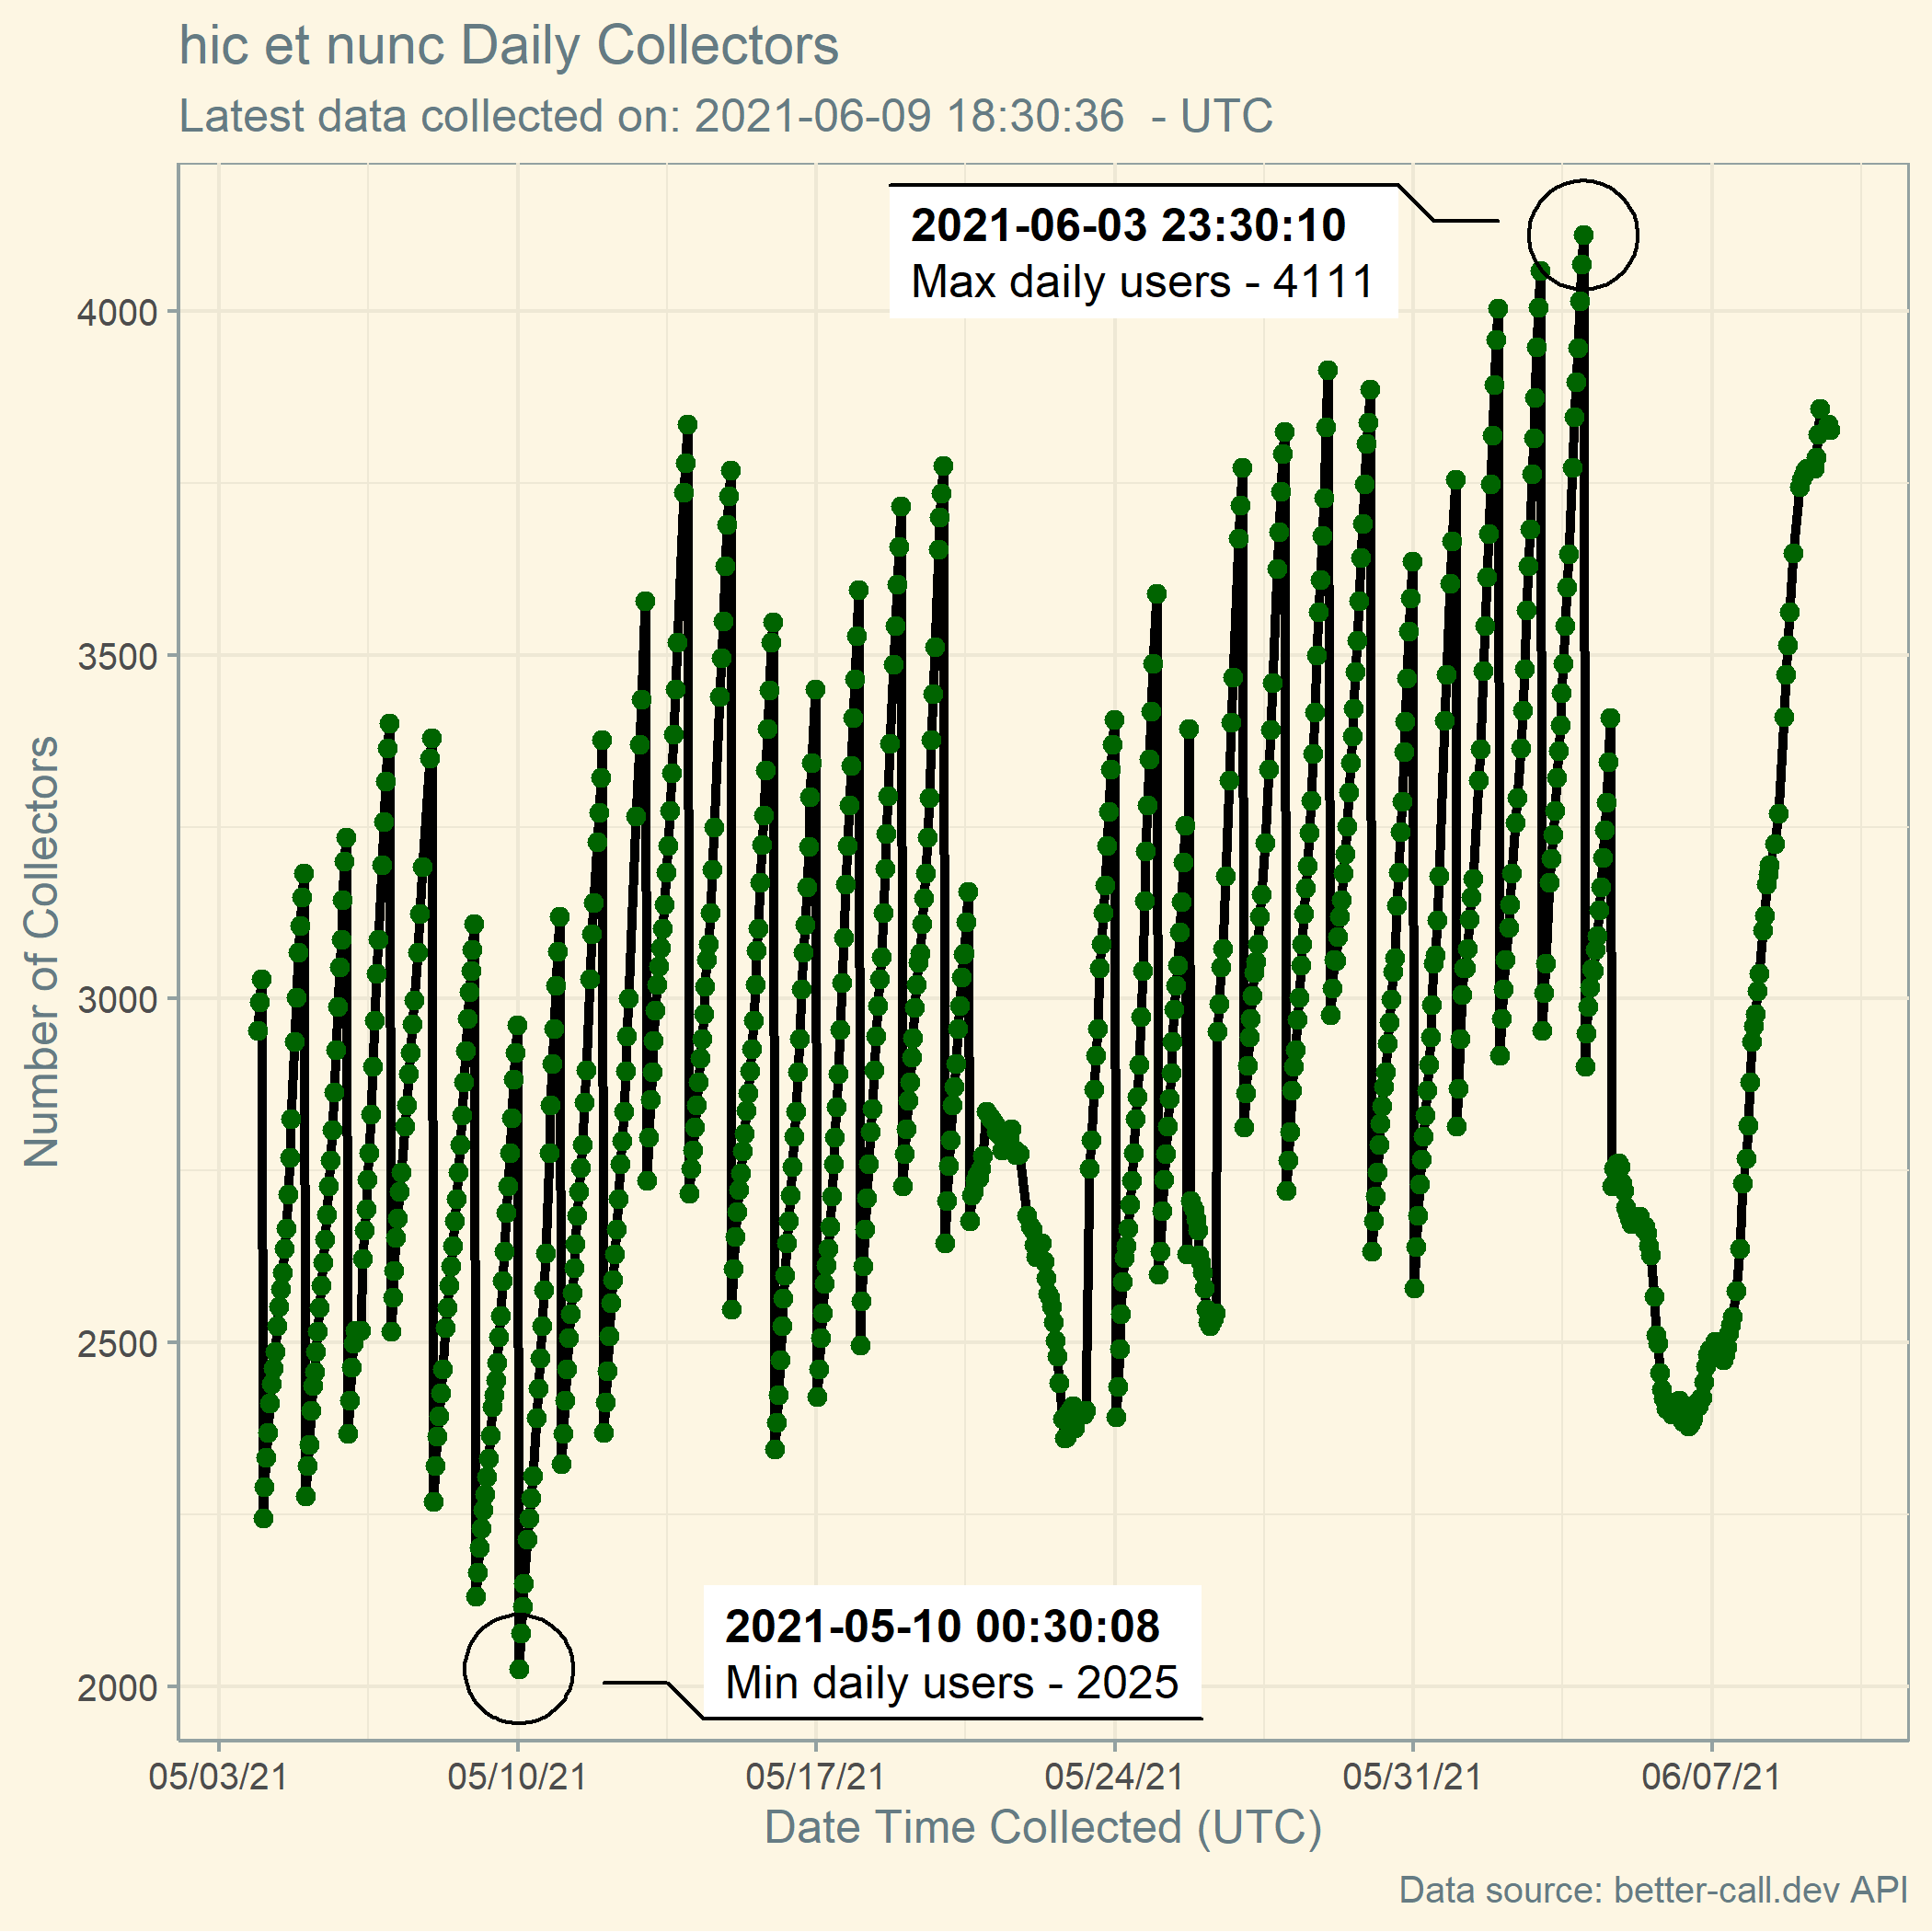 hic et nunc Daily Collectors
Latest data collected on: 2021-06-09 18:30:36  - UTC
2021-06-03 23:30:10
Max daily users - 4111
4000
3500
Number of Collectors
3000
2500
2021-05-10 00:30:08
Min daily users - 2025
2000
05/03/21 05/10/21 05/17/21 05/24/21 05/31/21 06/07/21
Date Time Collected (UTC)
Data source: better-call.dev API